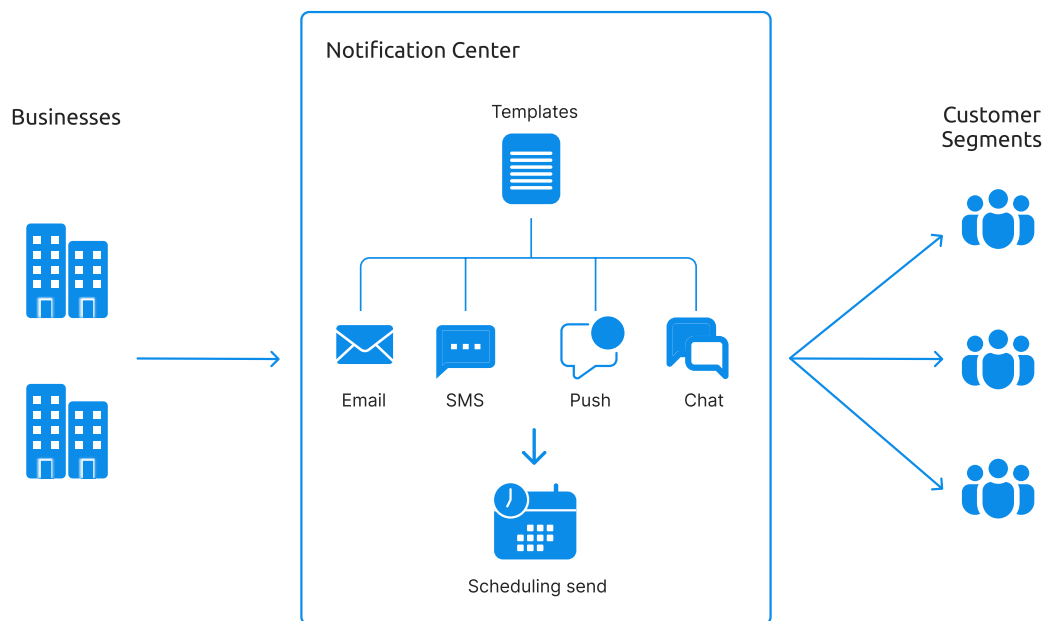 Notification Center
Businesses
Templates
Customer
Segments
Email
SMS
Push
Chat
Scheduling send